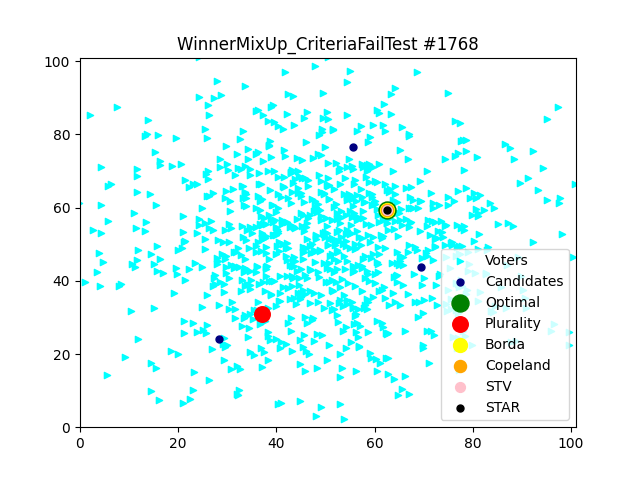 WinnerMixUp_CriteriaFailTest #1768
100
80
60
40
20
0
0 20 40 60 80 100
Voters
Candidates
Optimal
Plurality
Borda
Copeland
STV
STAR